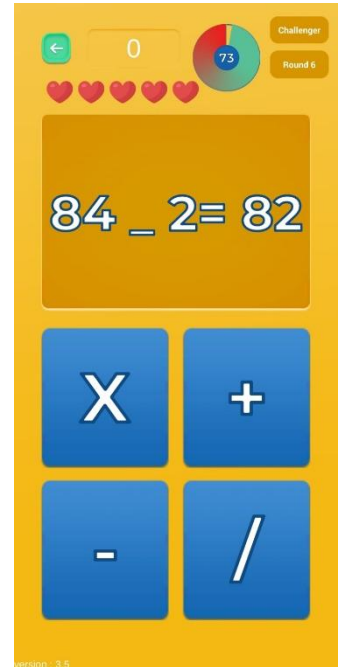 Challenger
0
73
Round 6
84 _ 2= 82
X +
- /
version : 3.5